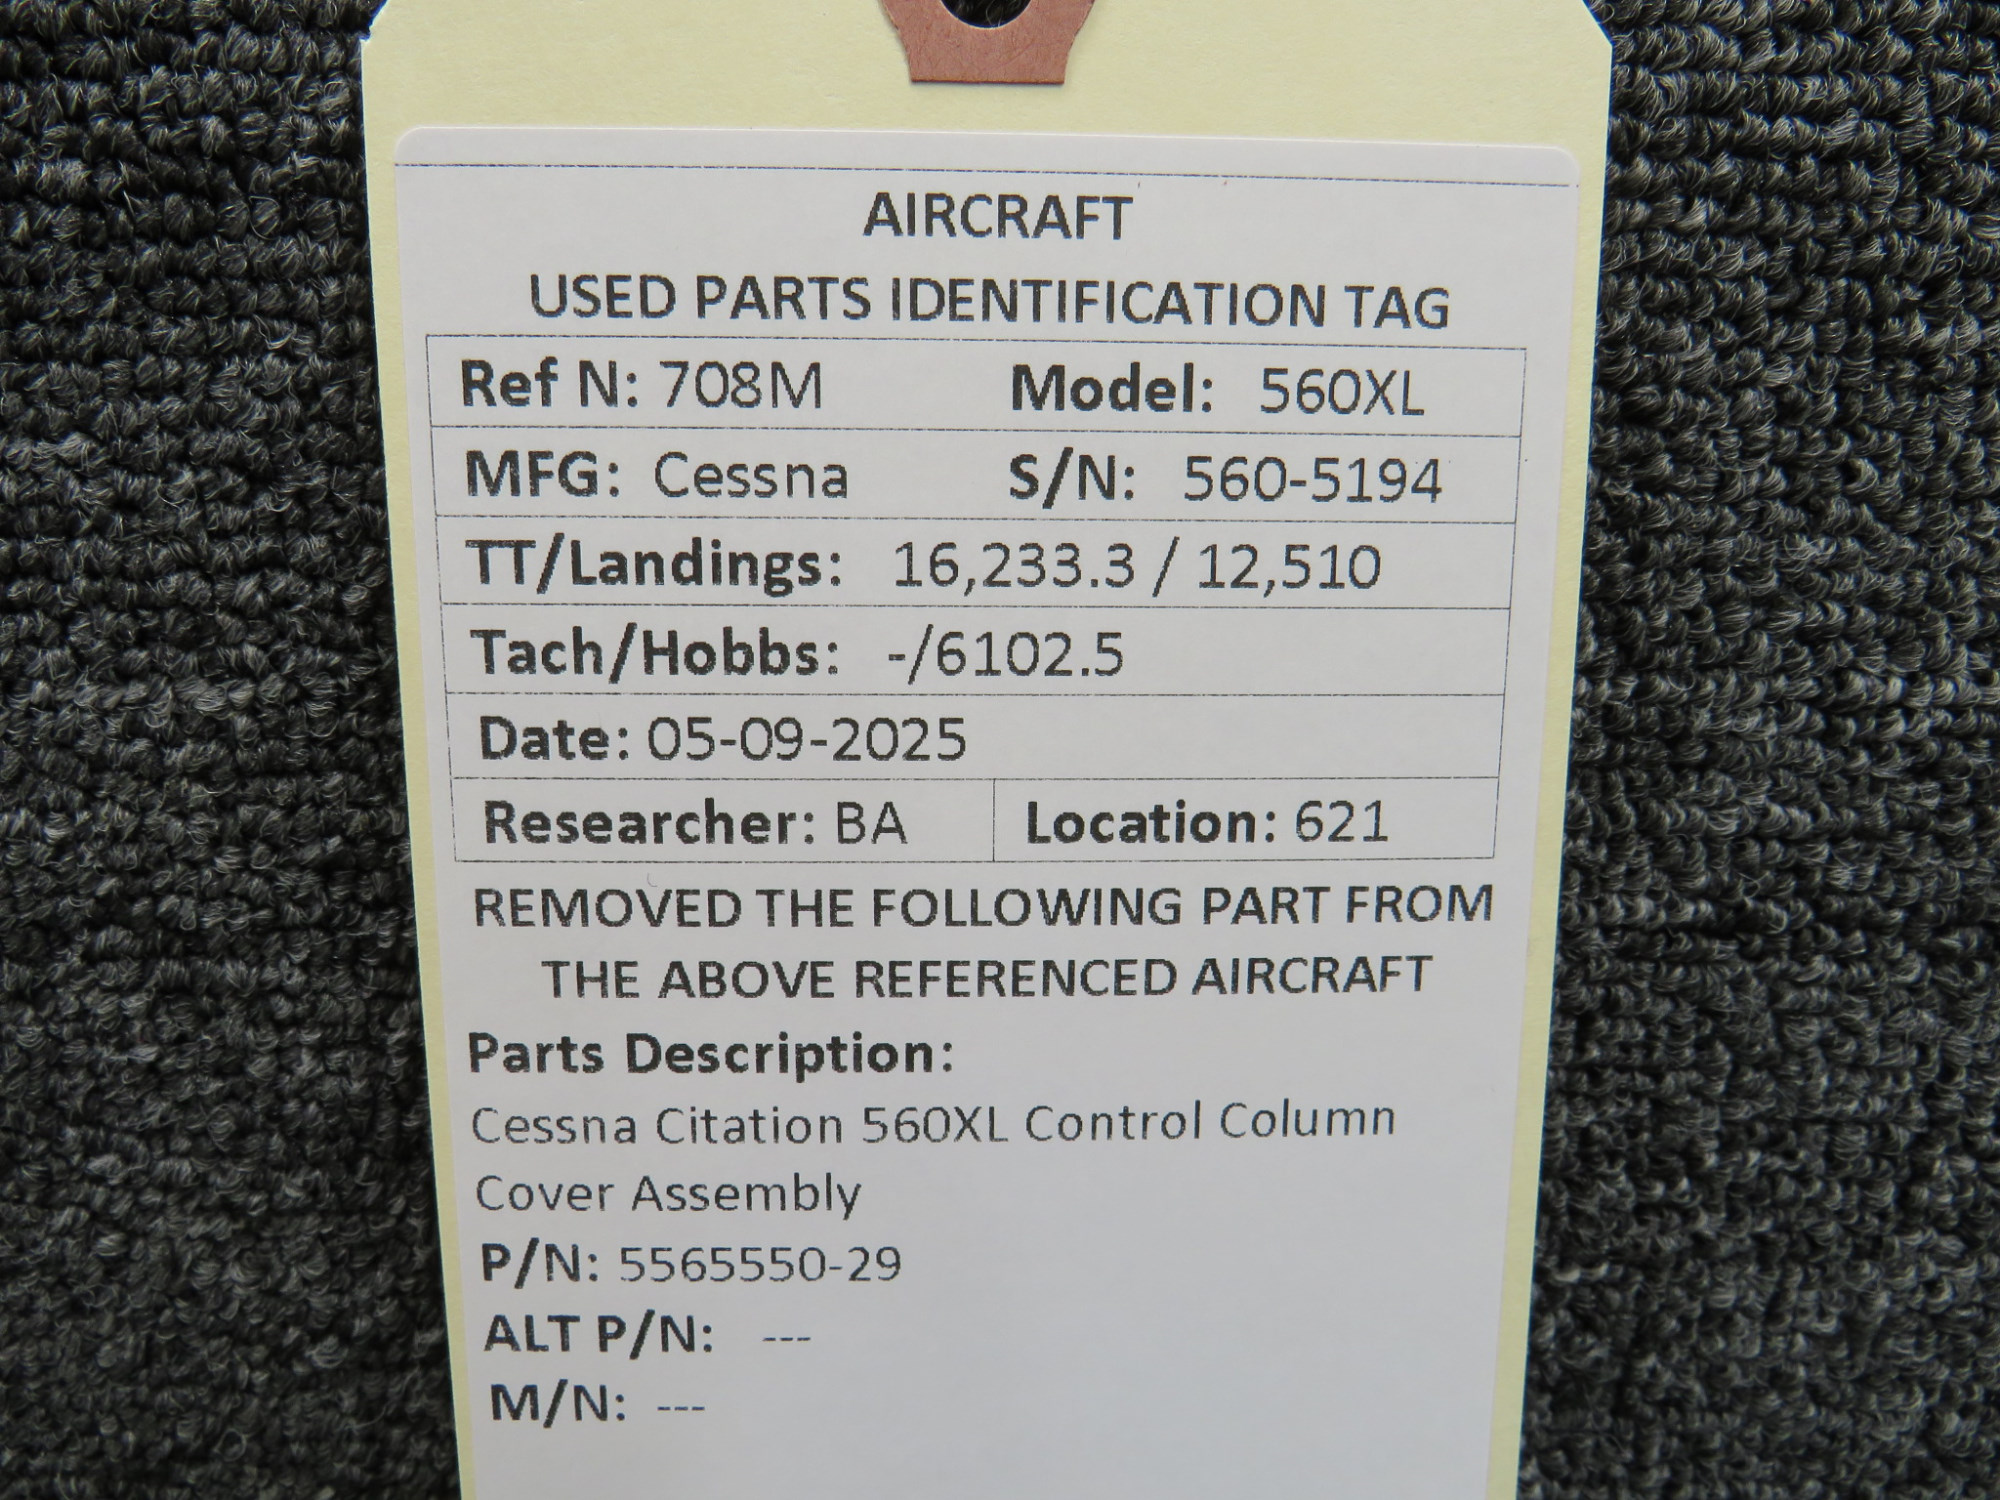 AIRCRAFT
USED PARTS IDENTIFICATION TAG
Ref N: 708M Model: 560XL
MFG: Cessna S/N: 560-5194
TT/Landings: 16,233.3 / 12,510
Tach/Hobbs: -/6102.5
Date: 05-09-2025
Researcher: BA Location: 621
REMOVED THE FOLLOWING PART FROM
THE ABOVE REFERENCED AIRCRAFT
Parts Description:
Cessna Citation 560XL Control Column
Cover Assembly
P/N: 5565550-29
ALT P/N: ---
M/N: ---